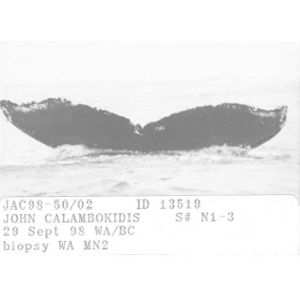 JAC98-50/02 ID 13519
JOHN CALAMBOKIDIS S# N1-3
29 Sept 98 WA/BC
biopsy WA MN2